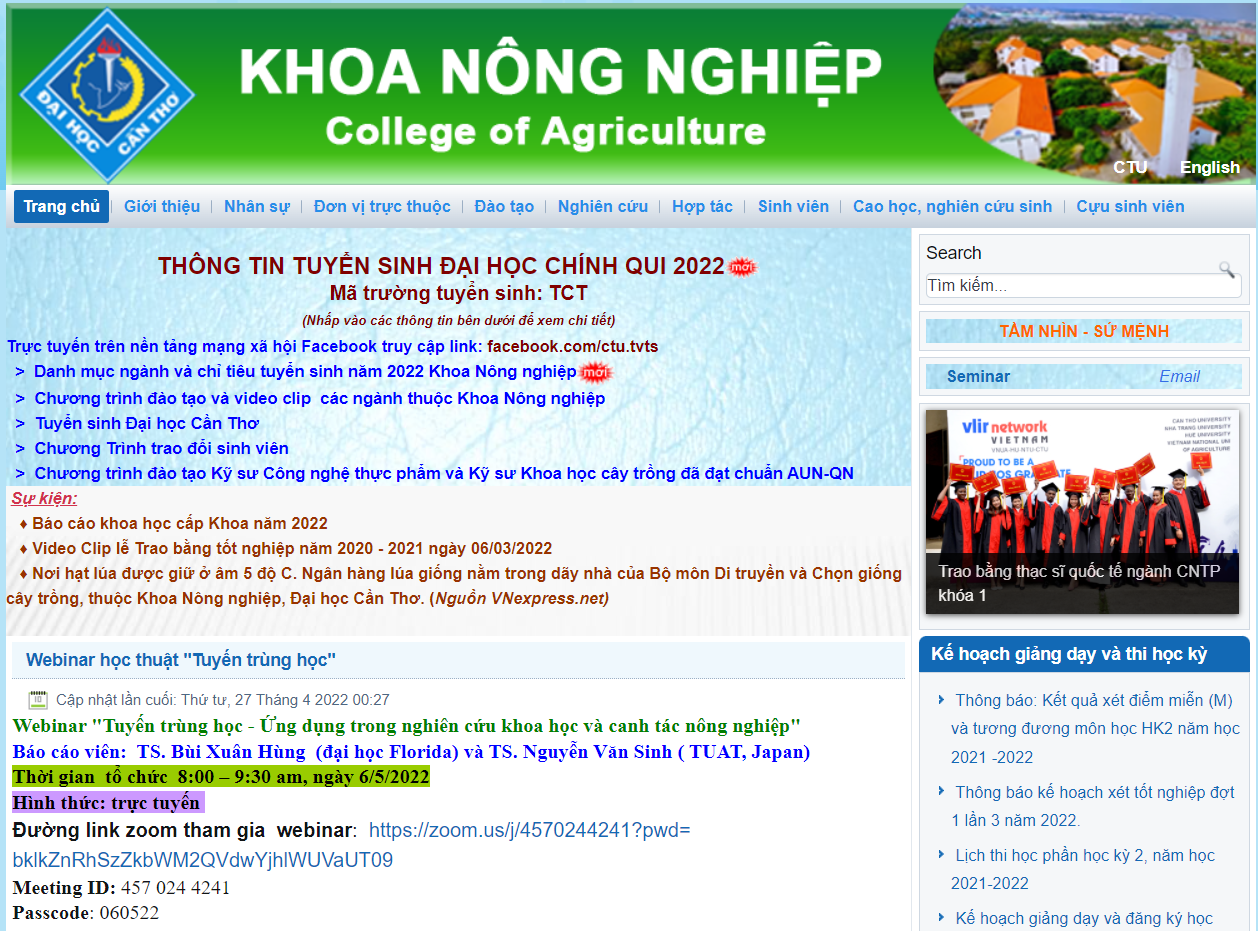 ĐẠI HỌC CẦN THƠ
KHOA NÔNG NGHIỆP
College of Agriculture
CTU English
Trang chủ Giới thiệu Nhân sự Đơn vị trực thuộc Đào tạo Nghiên cứu Hợp tác Sinh viên Cao học, nghiên cứu sinh Cựu sinh viên
THÔNG TIN TUYỂN SINH ĐẠI HỌC CHÍNH QUI 2022 mới
Mã trường tuyển sinh: TCT
(Nhấp vào các thông tin bên dưới để xem chi tiết)
Trực tuyến trên nền tảng mạng xã hội Facebook truy cập link: facebook.com/ctu.tvts
> Danh mục ngành và chỉ tiêu tuyển sinh năm 2022 Khoa Nông nghiệp mới
> Chương trình đào tạo và video clip các ngành thuộc Khoa Nông nghiệp
> Tuyển sinh Đại học Cần Thơ
> Chương Trình trao đổi sinh viên
> Chương trình đào tạo Kỹ sư Công nghệ thực phẩm và Kỹ sư Khoa học cây trồng đã đạt chuẩn AUN-QN
Sự kiện:
♦ Báo cáo khoa học cấp Khoa năm 2022
♦ Video Clip lễ Trao bằng tốt nghiệp năm 2020 - 2021 ngày 06/03/2022
♦ Nơi hạt lúa được giữ ở âm 5 độ C. Ngân hàng lúa giống nằm trong dãy nhà của Bộ môn Di truyền và Chọn giống
cây trồng, thuộc Khoa Nông nghiệp, Đại học Cần Thơ. (Nguồn VNexpress.net)
Webinar học thuật "Tuyến trùng học"
Cập nhật lần cuối: Thứ tư, 27 Tháng 4 2022 00:27
Webinar "Tuyến trùng học - Ứng dụng trong nghiên cứu khoa học và canh tác nông nghiệp"
Báo cáo viên: TS. Bùi Xuân Hùng (đại học Florida) và TS. Nguyễn Văn Sinh ( TUAT, Japan)
Thời gian tổ chức 8:00 – 9:30 am, ngày 6/5/2022
Hình thức: trực tuyến
Đường link zoom tham gia webinar: https://zoom.us/j/4570244241?pwd=
bklkZnRhSzZkbWM2QVdwYjhlWUVaUT09
Meeting ID: 457 024 4241
Passcode: 060522
Search
Tìm kiếm...
TẦM NHÌN - SỨ MỆNH
Seminar Email
vlir network
VIETNAM
VNUA-HU-NTU-CTU
CAN THO UNIVERSITY
NHA TRANG UNIVERSITY
HUE UNIVERSITY
VIETNAM NATIONAL UNI
OF AGRICULTURE
PROUD TO BE A
Trao bằng thạc sĩ quốc tế ngành CNTP
khóa 1
Kế hoạch giảng dạy và thi học kỳ
Thông báo: Kết quả xét điểm miễn (M)
và tương đương môn học HK2 năm học
2021 -2022
Thông báo kế hoạch xét tốt nghiệp đợt
1 lần 3 năm 2022.
Lịch thi học phần học kỳ 2, năm học
2021-2022
Kế hoạch giảng dạy và đăng ký học